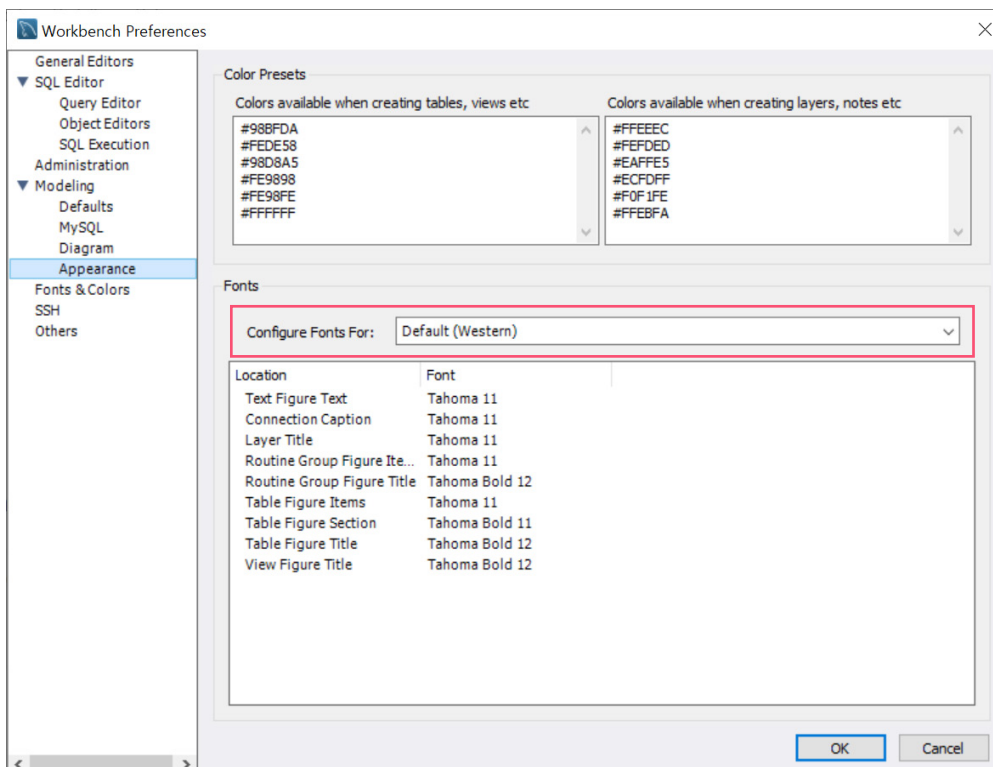 Workbench Preferences
General Editors
SQL Editor
Query Editor
Object Editors
SQL Execution
Administration
Modeling
Defaults
MySQL
Diagram
Appearance
Fonts & Colors
SSH
Others
Color Presets
Colors available when creating tables, views etc
#98BFDA
#FEDE58
#98D8A5
#FE9898
#FE98FE
#FFFFFF
Colors available when creating layers, notes etc
#FFEEEC
#FEFDED
#EAFFE5
#ECFDFF
#F0F1FE
#FFEBFA
Fonts
Configure Fonts For: Default (Western)
Location Font
Text Figure Text Tahoma 11
Connection Caption Tahoma 11
Layer Title Tahoma 11
Routine Group Figure Ite... Tahoma 11
Routine Group Figure Title Tahoma Bold 12
Table Figure Items Tahoma 11
Table Figure Section Tahoma Bold 11
Table Figure Title Tahoma Bold 12
View Figure Title Tahoma Bold 12
OK Cancel